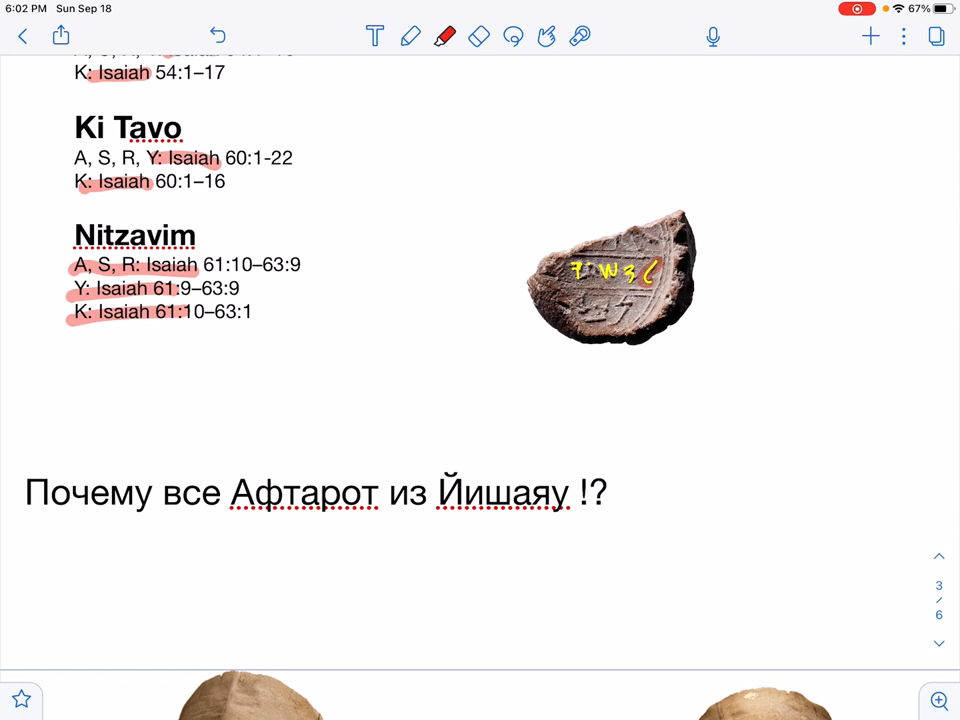 6:02 PM Sun Sep 18 67%
K: Isaiah 54:1–17
Ki Tavo
A, S, R, Y: Isaiah 60:1-22
K: Isaiah 60:1–16
Nitzavim
A, S, R: Isaiah 61:10–63:9
Y: Isaiah 61:9–63:9
K: Isaiah 61:10–63:1
Почему все Афтарот из Йишаяу !?
3
/
6